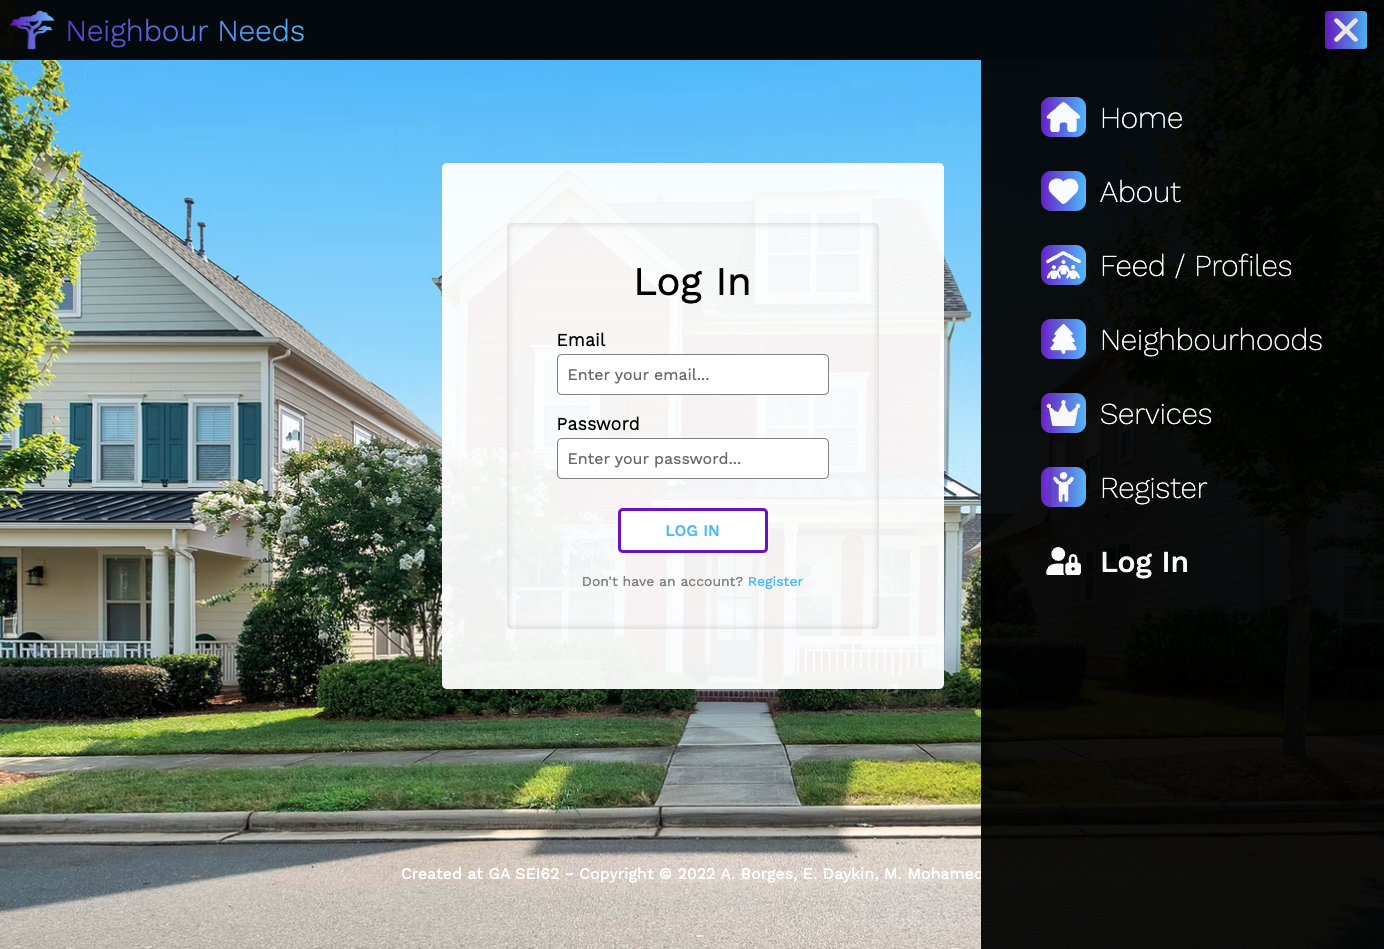 Neighbour Needs
Home
About
Feed / Profiles
Neighbourhoods
Services
Register
Log In
Log In
Email
Enter your email...
Password
Enter your password...
LOG IN
Don't have an account? Register
Created at GA SEI62 ~ Copyright © 2022 A. Borges, E. Daykin, M. Mohamed